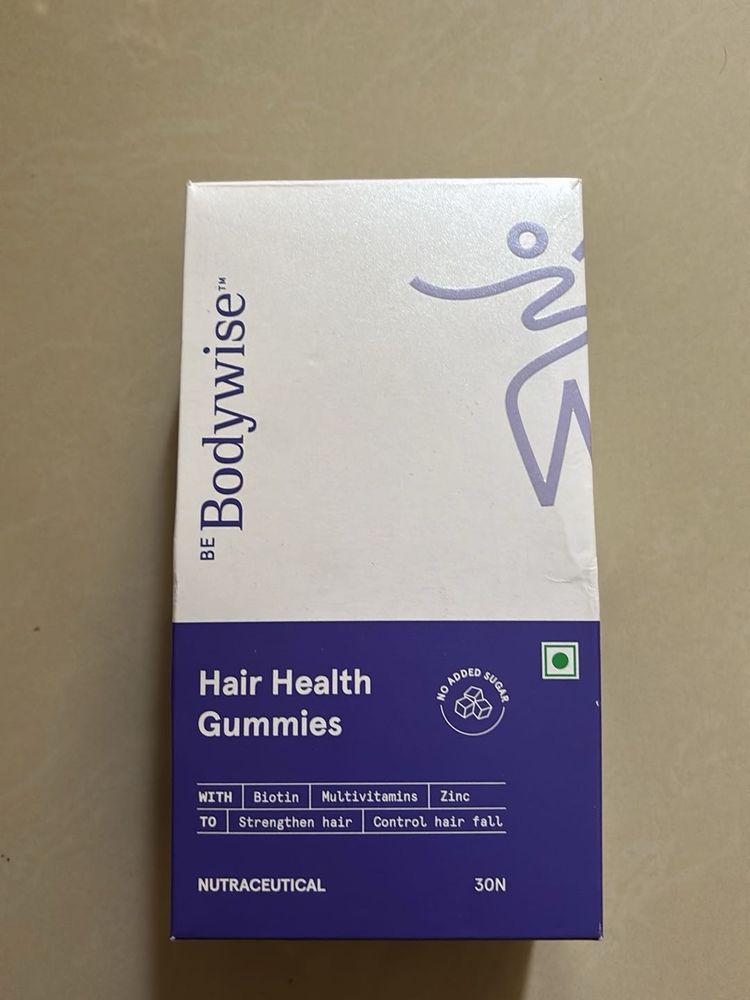 BE Bodywise™
Hair Health
Gummies
NO ADDED SUGAR
WITH Biotin Multivitamins Zinc
TO Strengthen hair Control hair fall
NUTRACEUTICAL 30N